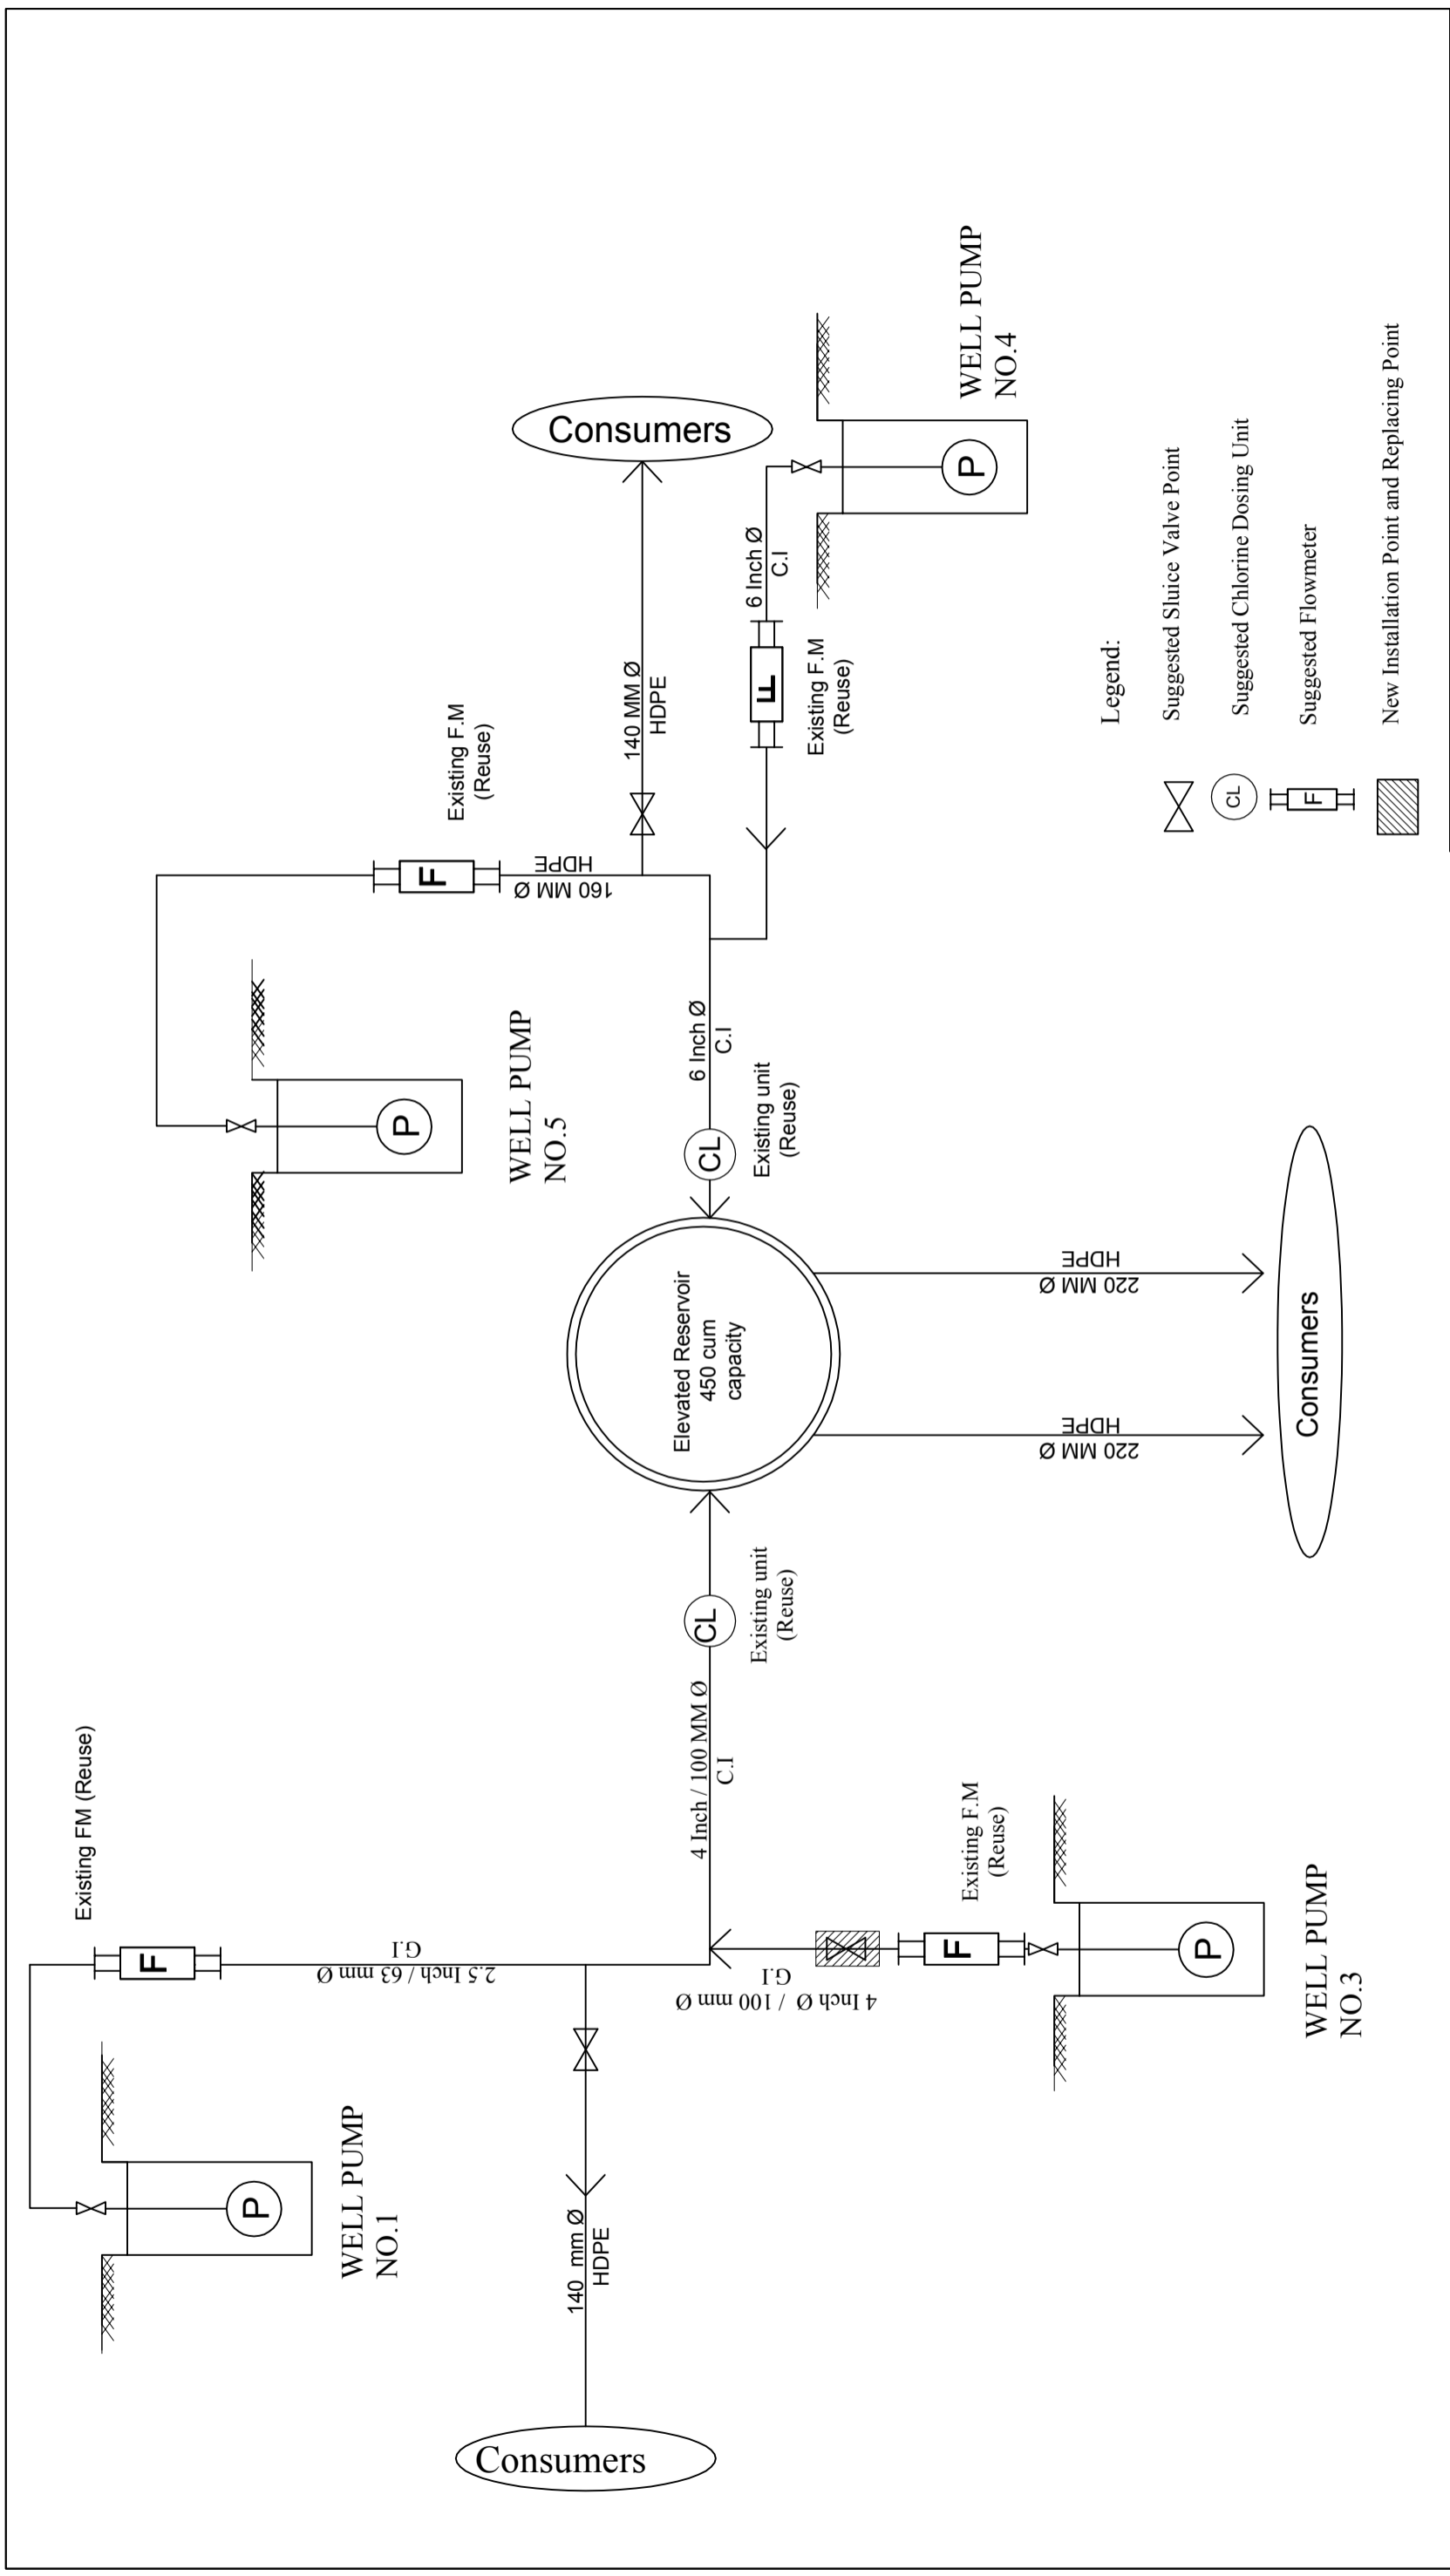 Existing FM (Reuse)
F
2.5 Inch / 63 mm Ø
G.I
P
WELL PUMP
NO.1
140 mm Ø
HDPE
Consumers
4 Inch Ø / 100 mm Ø
G.I
F
Existing F.M
(Reuse)
P
WELL PUMP
NO.3
4 Inch / 100 MM Ø
C.I
CL
Existing unit
(Reuse)
Elevated Reservoir
450 cum
capacity
220 MM Ø
HDPE
220 MM Ø
HDPE
Consumers
P
WELL PUMP
NO.5
F
Existing F.M
(Reuse)
160 MM Ø
HDPE
140 MM Ø
HDPE
Consumers
6 Inch Ø
C.I
CL
Existing unit
(Reuse)
6 Inch Ø
C.I
F
Existing F.M
(Reuse)
P
WELL PUMP
NO.4
Legend:
Suggested Sluice Valve Point
CL
Suggested Chlorine Dosing Unit
F
Suggested Flowmeter
New Installation Point and Replacing Point